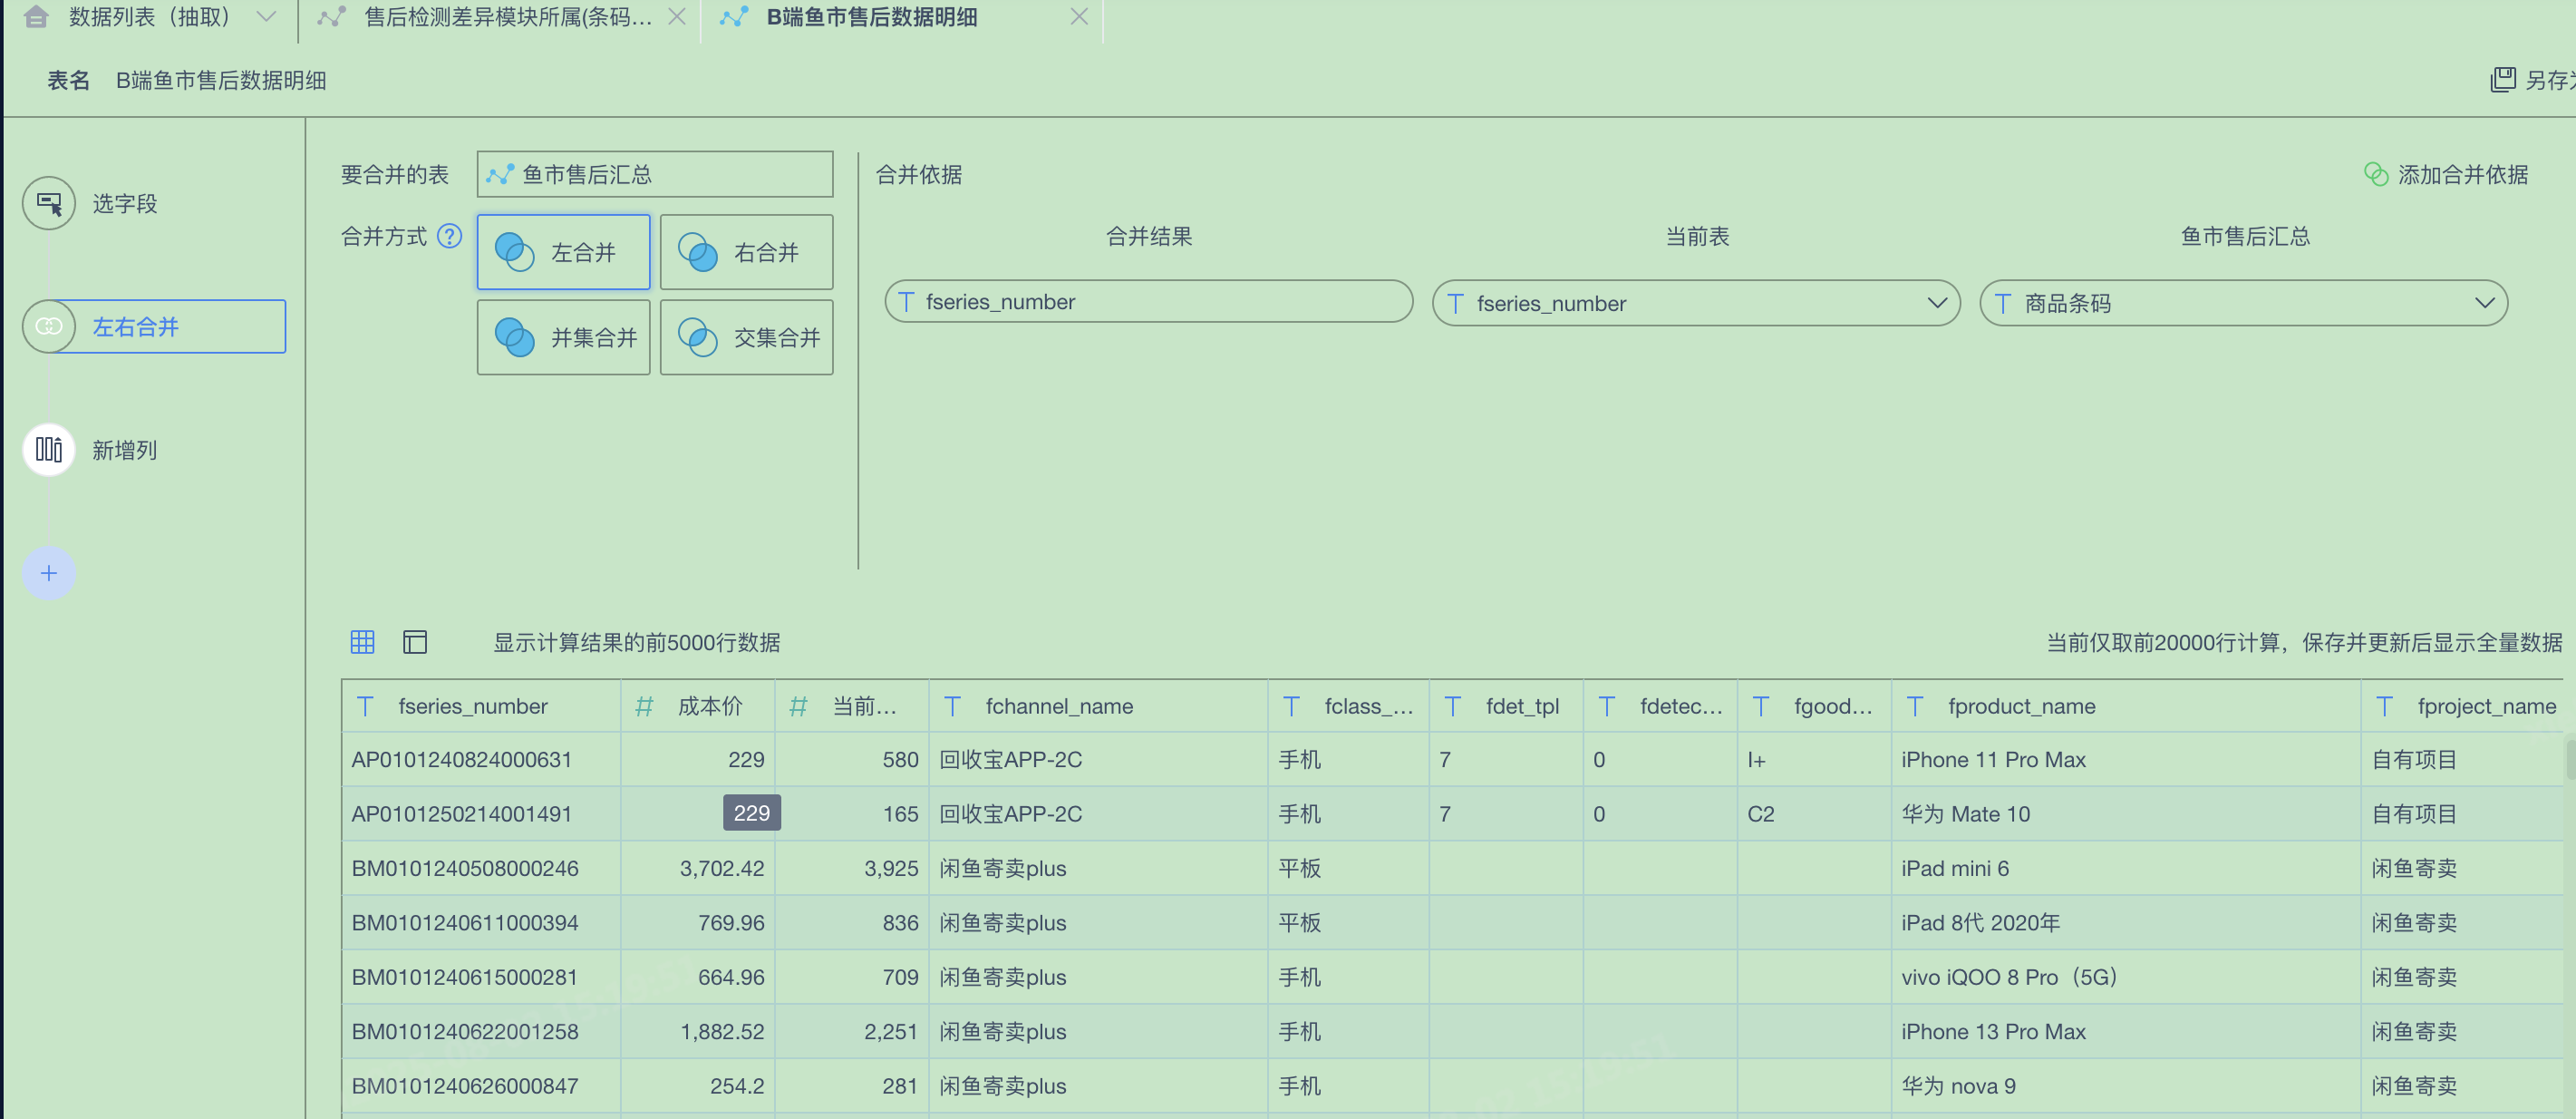 数据列表（抽取）
售后检测差异模块所属(条码...
B端鱼市售后数据明细
表名 B端鱼市售后数据明细
选字段
左右合并
新增列
要合并的表 鱼市售后汇总
合并方式 ?
左合并 右合并
并集合并 交集合并
合并依据
添加合并依据
合并结果 当前表 鱼市售后汇总
fseries_number fseries_number 商品条码
显示计算结果的前5000行数据
当前仅取前20000行计算，保存并更新后显示全量数据
fseries_number 成本价 当前... fchannel_name fclass_... fdet_tpl fdetec... fgood... fproduct_name fproject_name
AP0101240824000631 229 580 回收宝APP-2C 手机 7 0 I+ iPhone 11 Pro Max 自有项目
AP0101250214001491 229 165 回收宝APP-2C 手机 7 0 C2 华为 Mate 10 自有项目
BM0101240508000246 3,702.42 3,925 闲鱼寄卖plus 平板 iPad mini 6 闲鱼寄卖
BM0101240611000394 769.96 836 闲鱼寄卖plus 平板 iPad 8代 2020年 闲鱼寄卖
BM0101240615000281 664.96 709 闲鱼寄卖plus 手机 vivo iQOO 8 Pro（5G） 闲鱼寄卖
BM0101240622001258 1,882.52 2,251 闲鱼寄卖plus 手机 iPhone 13 Pro Max 闲鱼寄卖
BM0101240626000847 254.2 281 闲鱼寄卖plus 手机 华为 nova 9 闲鱼寄卖